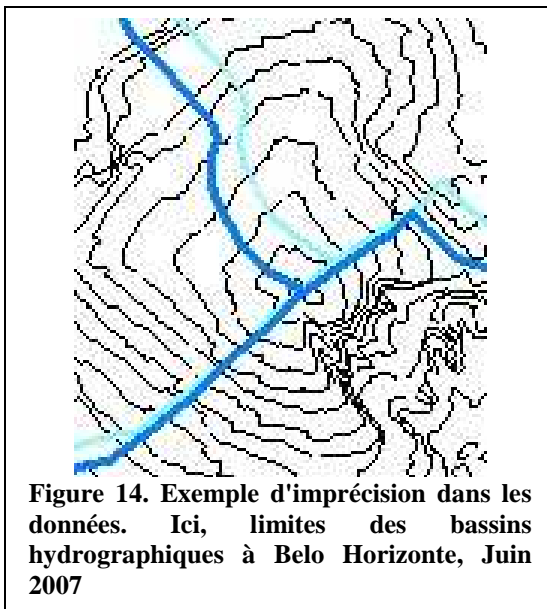 Figure 14. Exemple d'imprécision dans les
données. Ici, limites des bassins
hydrographiques à Belo Horizonte, Juin
2007